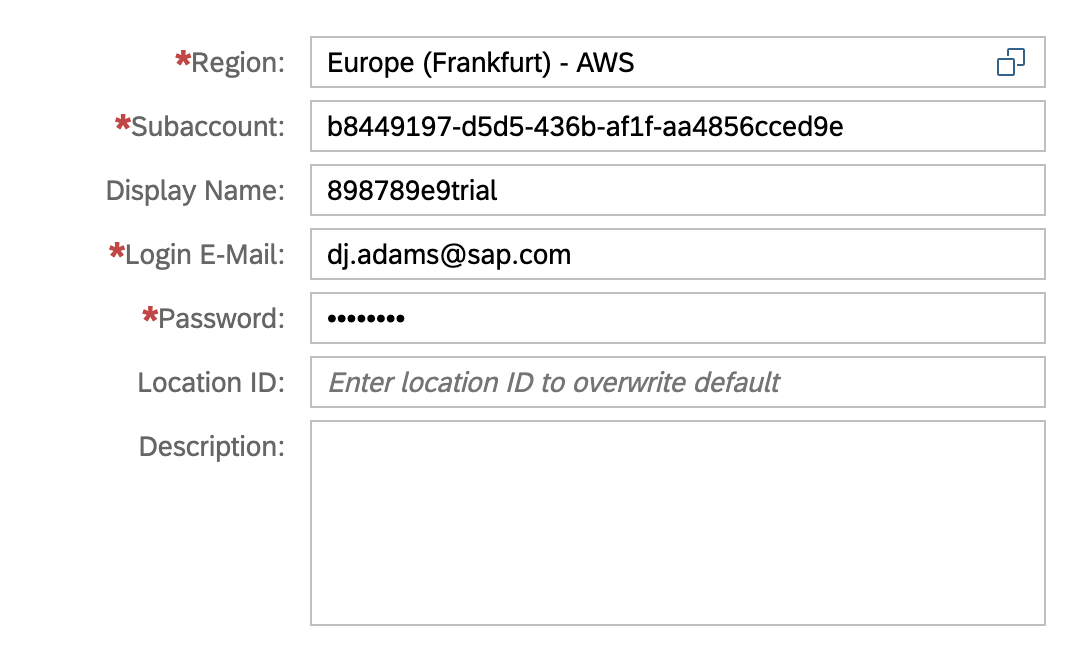 *Region: Europe (Frankfurt) - AWS
*Subaccount: b8449197-d5d5-436b-af1f-aa4856cced9e
Display Name: 898789e9trial
*Login E-Mail: dj.adams@sap.com
*Password: ••••••••
Location ID: Enter location ID to overwrite default
Description: